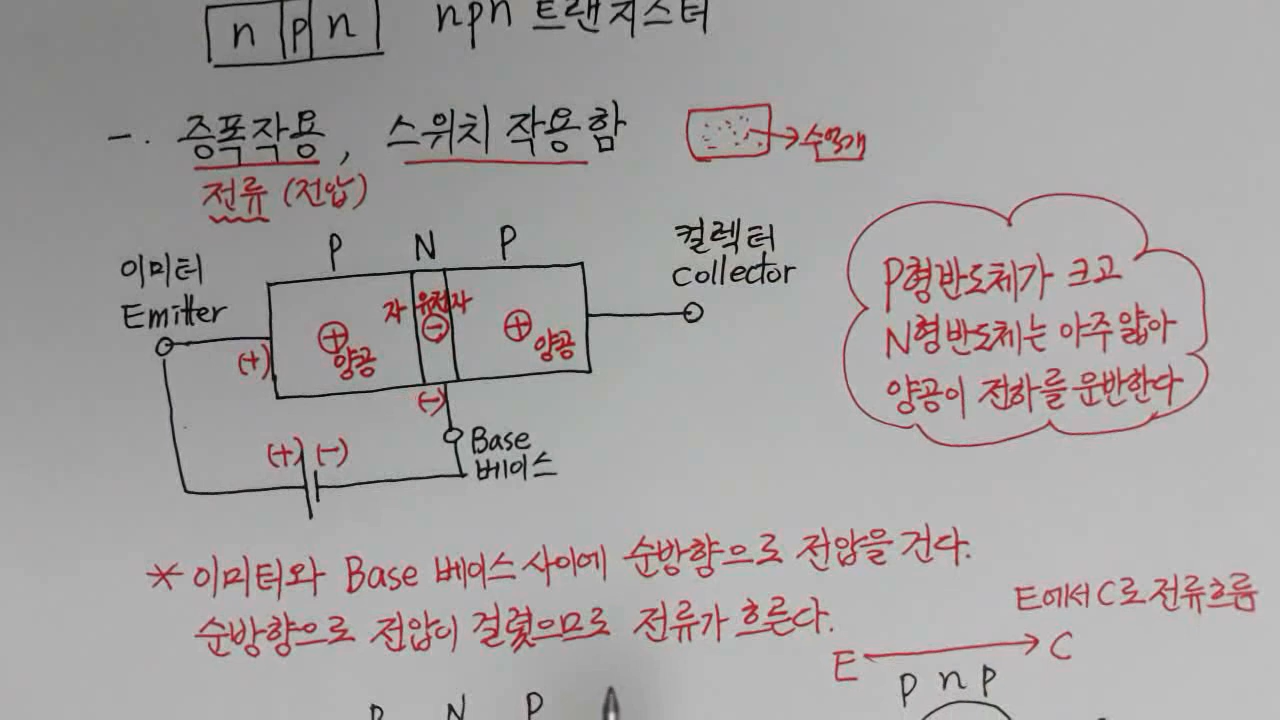 n p n npn 트랜지스터
一. 증폭작용, 스위치 작용함
수억개
전류 (전압)
P N P
이미터
Emitter
컬렉터
Collector
자유전자
⊕ ⊖ ⊕
양공 양공
(+)
(-)
(+) (-)
Base
베이스
P형반도체가 크고
N형반도체는 아주 얇아
양공이 전하를 운반한다
* 이미터와 Base 베이스 사이에 순방향으로 전압을 건다.
순방향으로 전압이 걸렸으므로 전류가 흐른다.
E에서 C로 전류흐름
E C
p n p
P N P